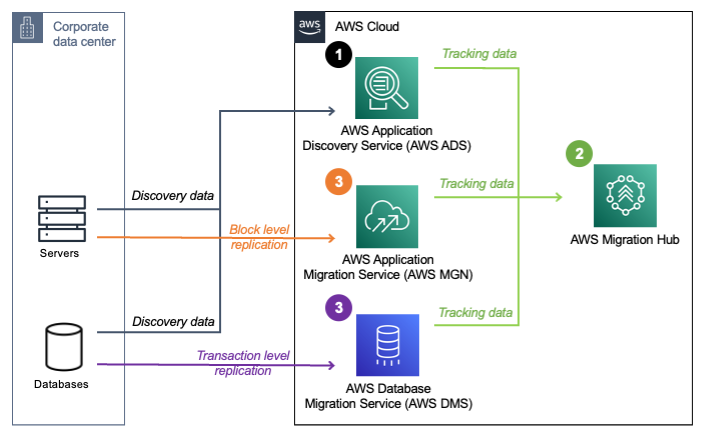 Corporate
data center
aws
AWS Cloud
1
Tracking data
AWS Application
Discovery Service (AWS ADS)
2
Discovery data
3
Tracking data
Block level
replication
Servers
AWS Migration Hub
AWS Application
Migration Service (AWS MGN)
3
Tracking data
Discovery data
Transaction level
replication
Databases
AWS Database
Migration Service (AWS DMS)